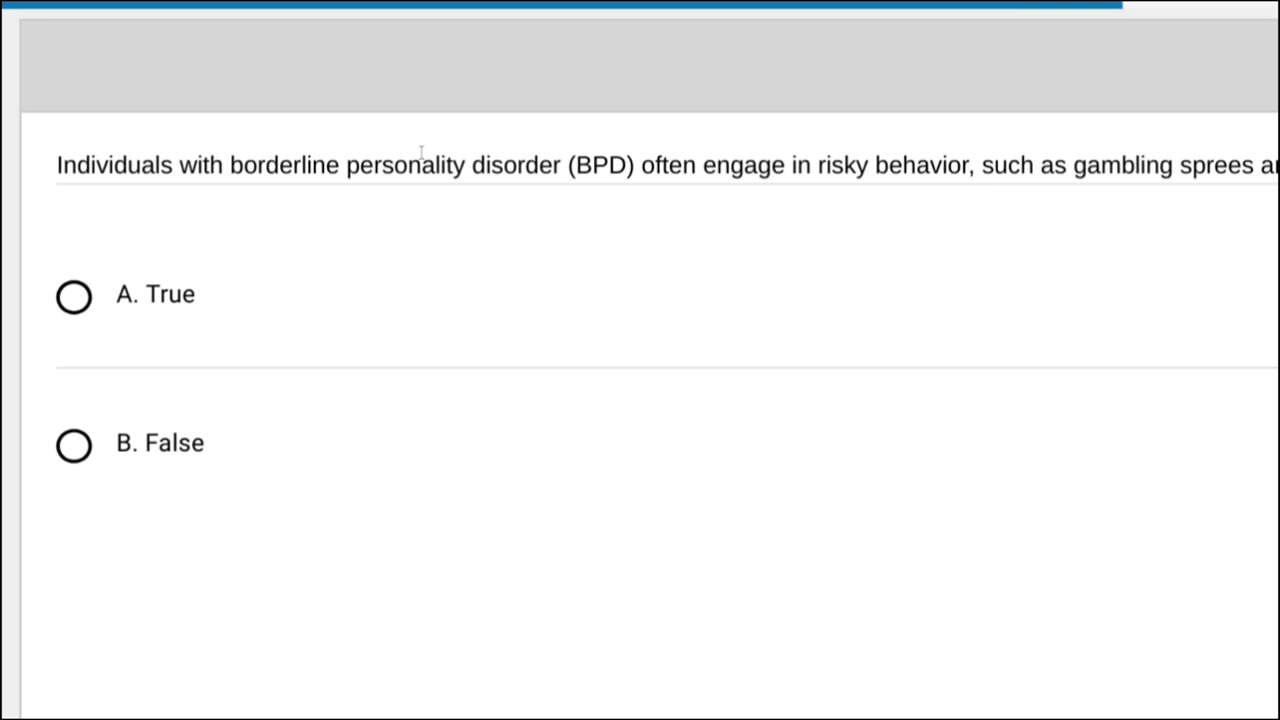 Individuals with borderline personality disorder (BPD) often engage in risky behavior, such as gambling sprees
A. True
B. False